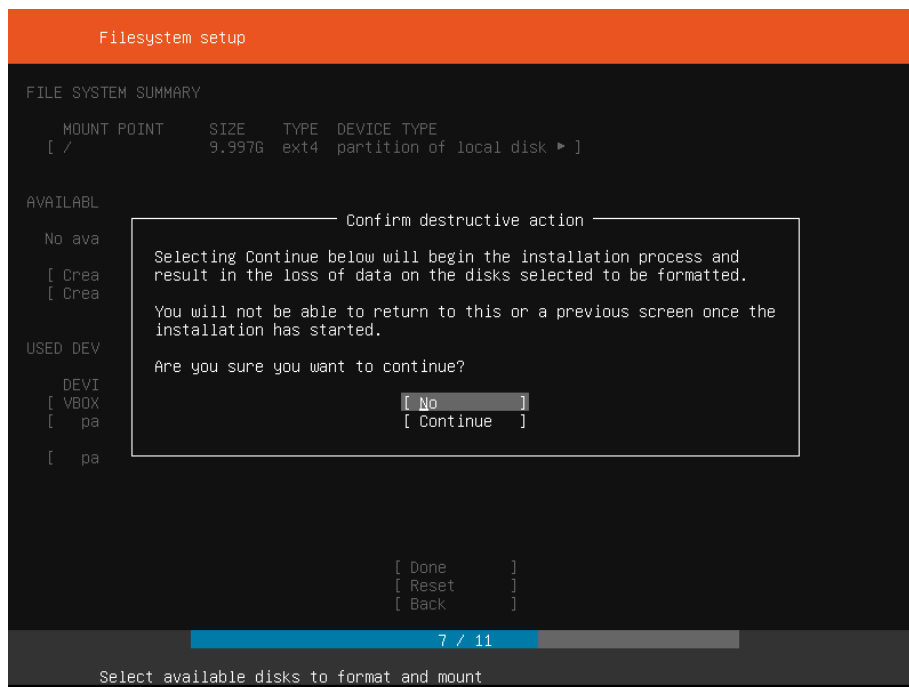 Filesystem setup
FILE SYSTEM SUMMARY
MOUNT POINT SIZE TYPE DEVICE TYPE
[ / 9.997G ext4 partition of local disk ▸ ]
AVAILABL
Confirm destructive action
No ava
Selecting Continue below will begin the installation process and
[ Crea
result in the loss of data on the disks selected to be formatted.
[ Crea
You will not be able to return to this or a previous screen once the
installation has started.
USED DEV
Are you sure you want to continue?
DEVI
[ VBOX
[ No ]
[ pa
[ Continue ]
[ pa
[ Done ]
[ Reset ]
[ Back ]
7 / 11
Select available disks to format and mount